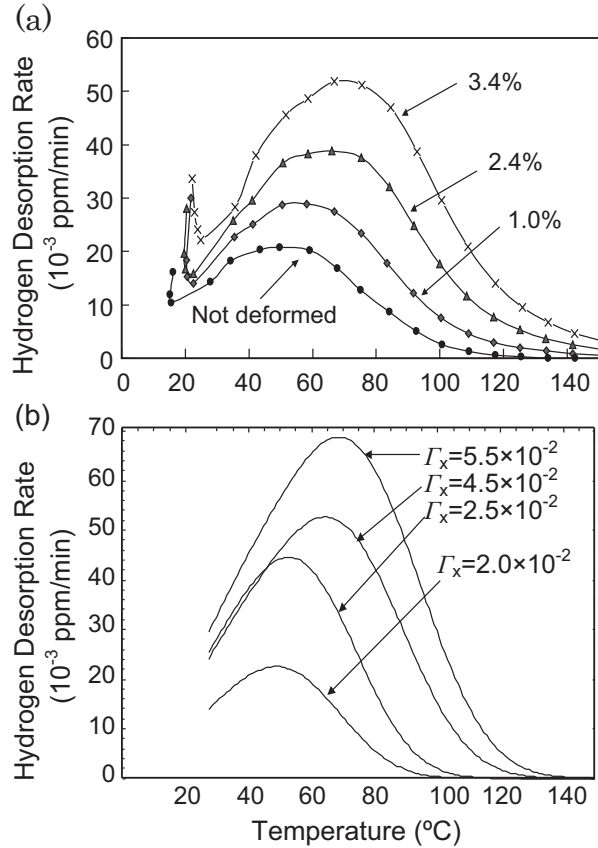 (a)
60
50
40
30
20
10
0
Hydrogen Desorption Rate
(10⁻³ ppm/min)
3.4%
2.4%
1.0%
Not deformed
0 20 40 60 80 100 120 140
(b)
70
60
50
40
30
20
10
0
Hydrogen Desorption Rate
(10⁻³ ppm/min)
Γx=5.5×10⁻²
Γx=4.5×10⁻²
Γx=2.5×10⁻²
Γx=2.0×10⁻²
20 40 60 80 100 120 140
Temperature (ºC)